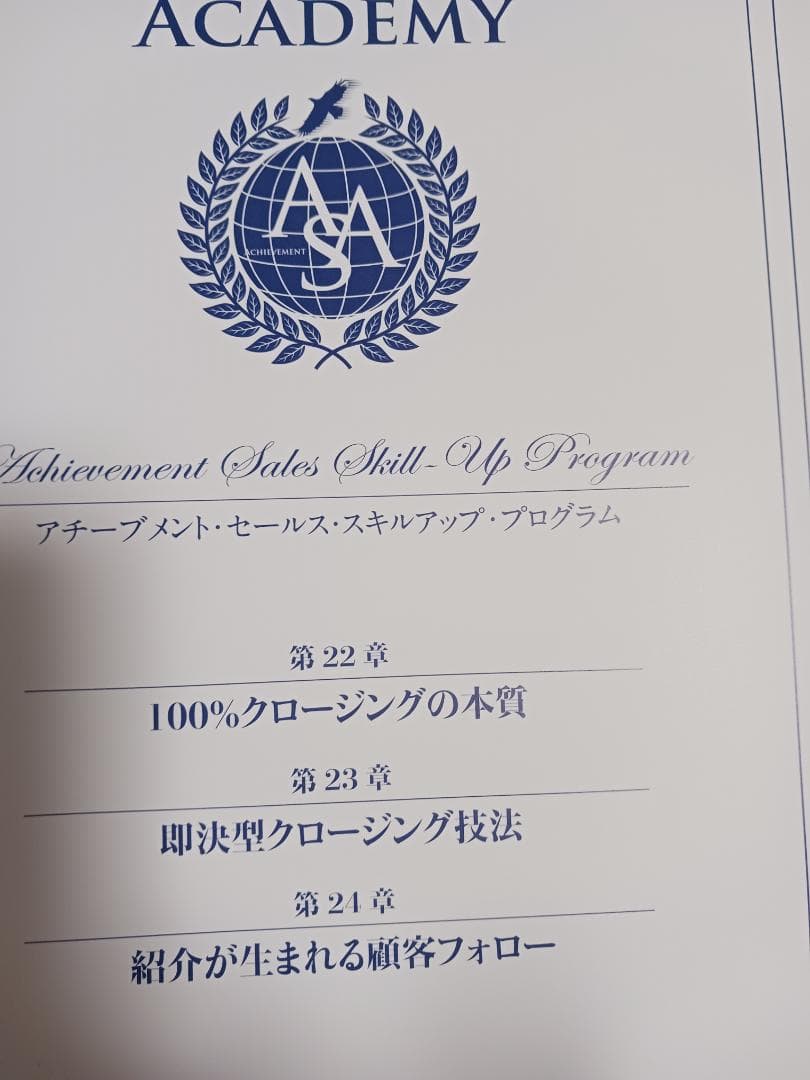 ACADEMY
ASA
ACHIEVEMENT
Achievement Sales Skill-Up Program
アチーブメント・セールス・スキルアップ・プログラム
第22章
100%クロージングの本質
第23章
即決型クロージング技法
第24章
紹介が生まれる顧客フォロー